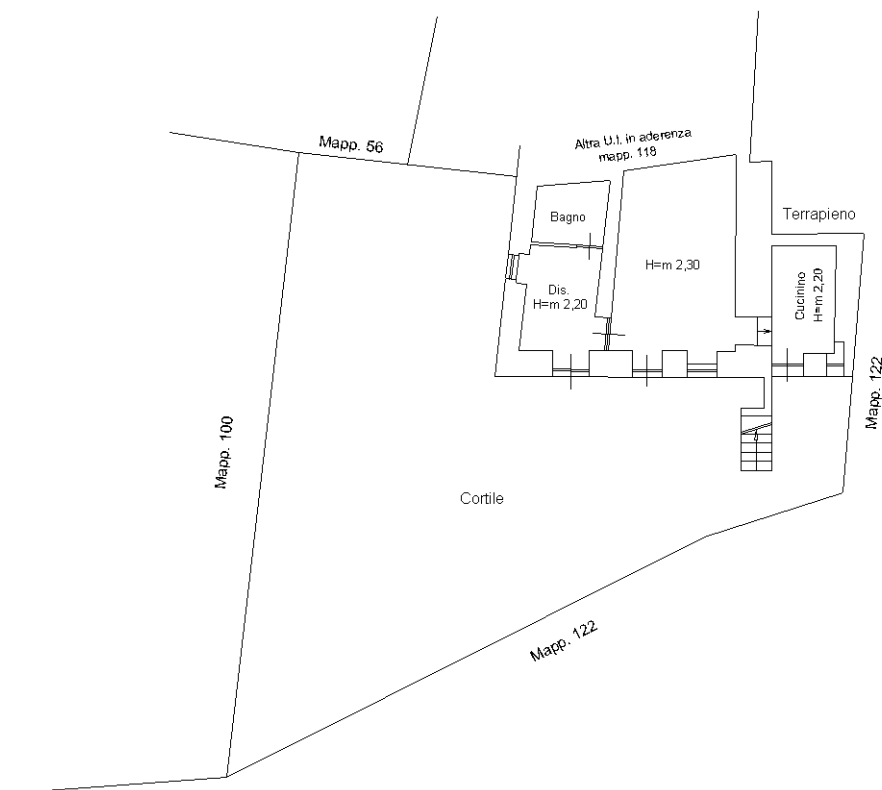 Mapp. 56
Altra U.I. in aderenza
mapp. 118
Terrapieno
Bagno
H=m 2,30
Dis.
H=m 2,20
Cucinino
H=m 2,20
Mapp. 122
Mapp. 100
Cortile
Mapp. 122